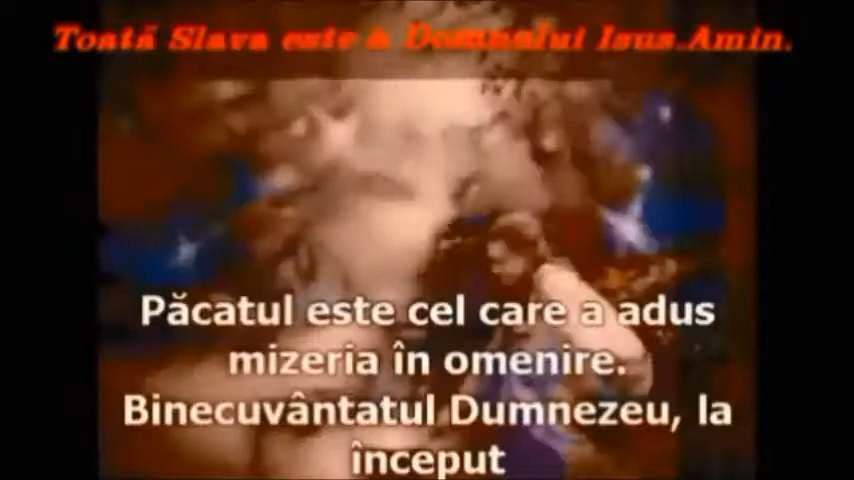 Toată Slava este a Domnului Isus.Amin.
Păcatul este cel care a adus
mizeria în omenire.
Binecuvântatul Dumnezeu, la
început